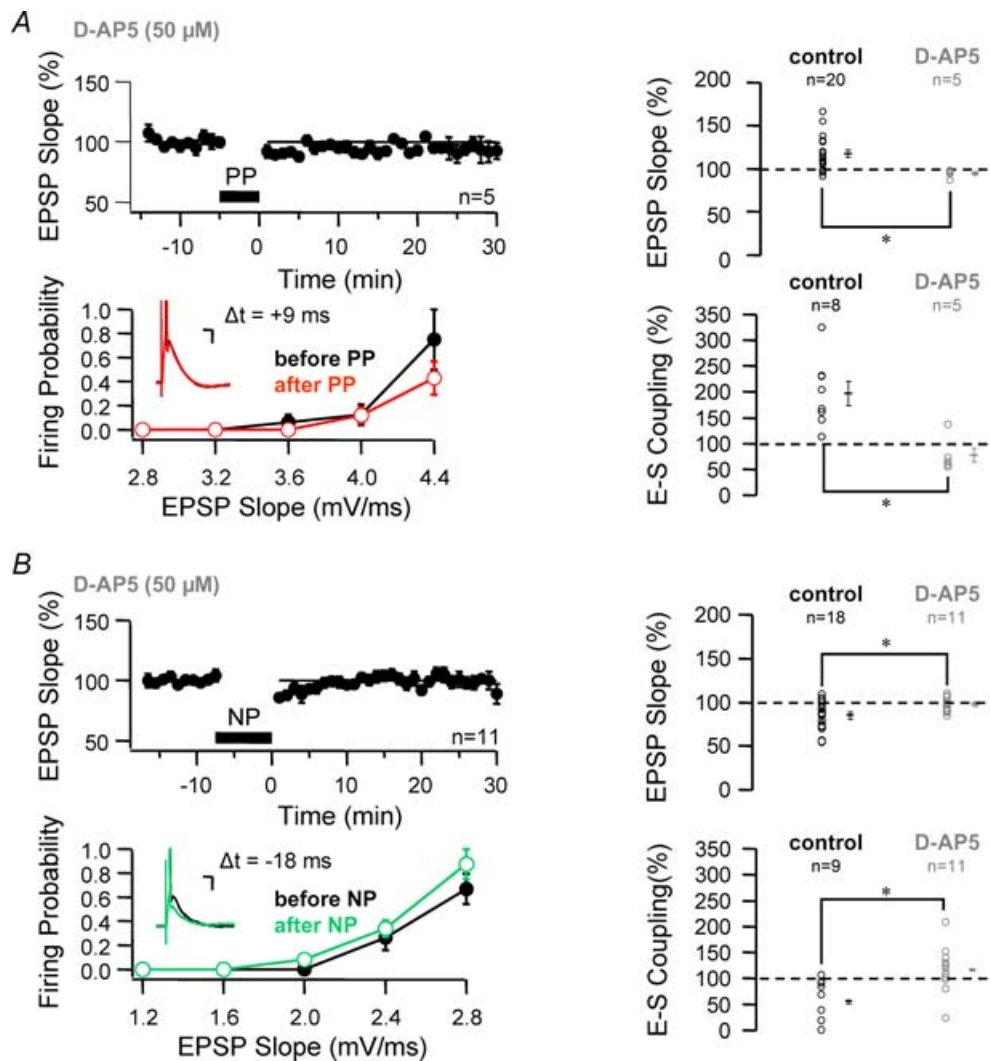 A
D-AP5 (50 µM)
EPSP Slope (%)
150
100
50
PP
n=5
-10 0 10 20 30
Time (min)
Firing Probability
1.0
0.8
0.6
0.4
0.2
0.0
Δt = +9 ms
before PP
after PP
2.8 3.2 3.6 4.0 4.4
EPSP Slope (mV/ms)
control D-AP5
n=20 n=5
EPSP Slope (%)
200
150
100
50
0
*
control D-AP5
n=8 n=5
E-S Coupling (%)
350
300
250
200
150
100
50
0
*
B
D-AP5 (50 µM)
EPSP Slope (%)
150
100
50
NP
n=11
-10 0 10 20 30
Time (min)
Firing Probability
1.0
0.8
0.6
0.4
0.2
0.0
Δt = -18 ms
before NP
after NP
1.2 1.6 2.0 2.4 2.8
EPSP Slope (mV/ms)
control D-AP5
n=18 n=11
EPSP Slope (%)
200
150
100
50
0
*
control D-AP5
n=9 n=11
E-S Coupling(%)
350
300
250
200
150
100
50
0
*